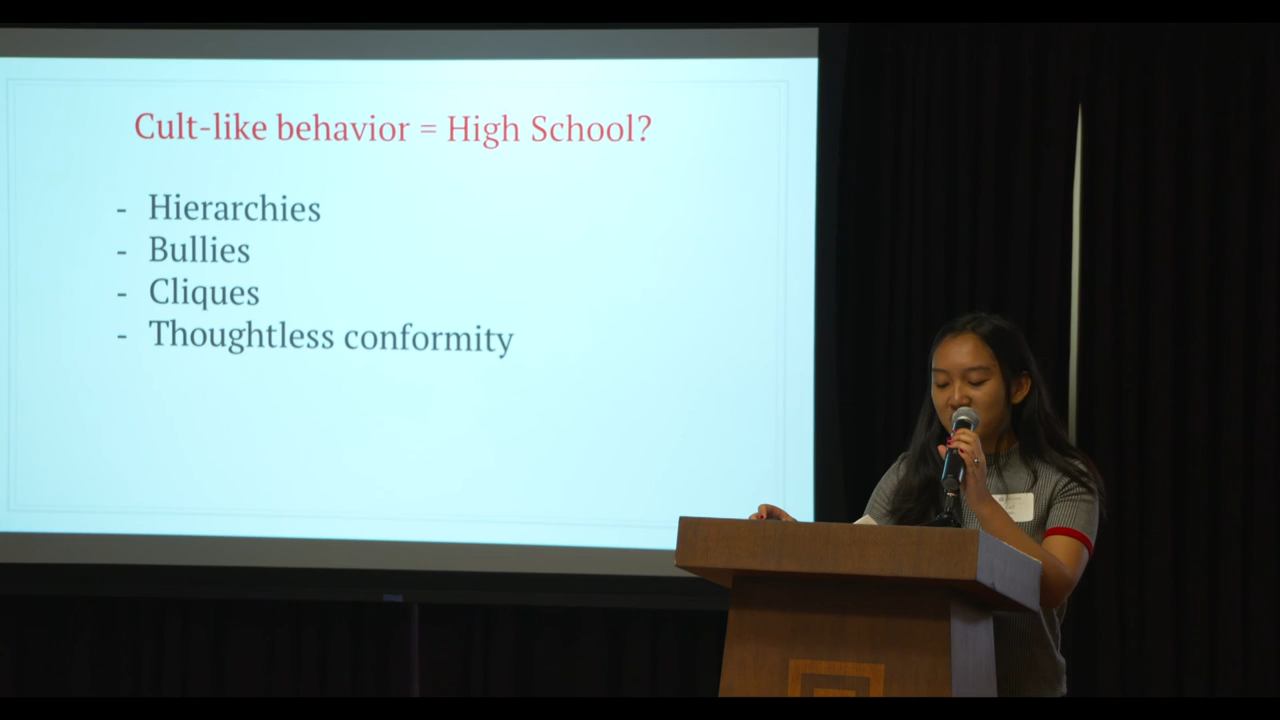 Cult-like behavior = High School?
- Hierarchies
- Bullies
- Cliques
- Thoughtless conformity